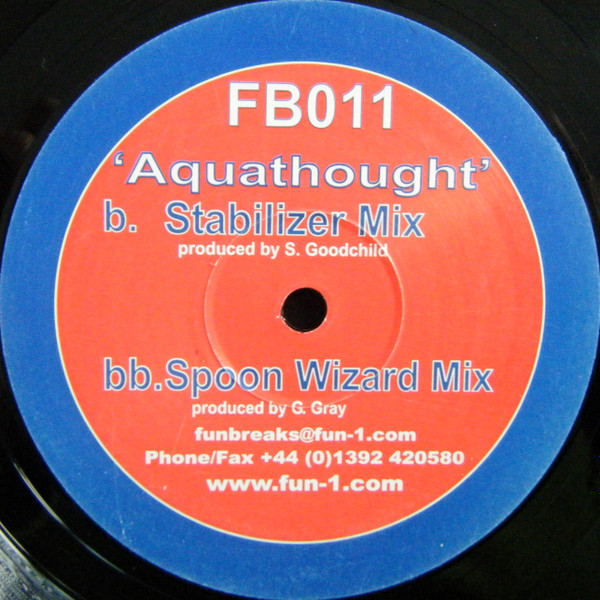 FB011
‘Aquathought’
b. Stabilizer Mix
produced by S. Goodchild
bb.Spoon Wizard Mix
produced by G. Gray
funbreaks@fun-1.com
Phone/Fax +44 (0)1392 420580
www.fun-1.com